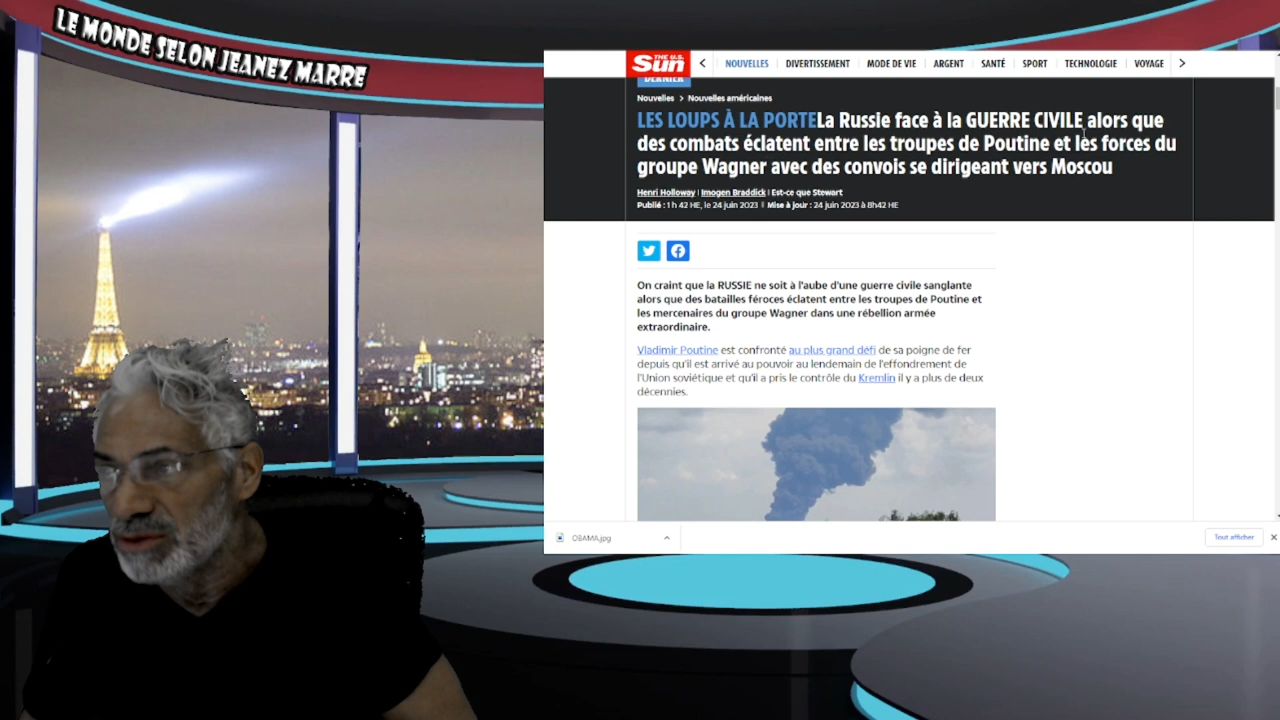 LE MONDE SELON JEANEZ MARRE
THE U.S.
Sun
NOUVELLES DIVERTISSEMENT MODE DE VIE ARGENT SANTÉ SPORT TECHNOLOGIE VOYAGE
DERNIER
Nouvelles > Nouvelles américaines
LES LOUPS À LA PORTELa Russie face à la GUERRE CIVILE alors que
des combats éclatent entre les troupes de Poutine et les forces du
groupe Wagner avec des convois se dirigeant vers Moscou
Henri Holloway | Imogen Braddick | Est-ce que Stewart
Publié : 1 h 42 HE, le 24 juin 2023 | Mise à jour : 24 juin 2023 à 8h42 HE
On craint que la RUSSIE ne soit à l'aube d'une guerre civile sanglante
alors que des batailles féroces éclatent entre les troupes de Poutine et
les mercenaires du groupe Wagner dans une rébellion armée
extraordinaire.
Vladimir Poutine est confronté au plus grand défi de sa poigne de fer
depuis qu'il est arrivé au pouvoir au lendemain de l'effondrement de
l'Union soviétique et qu'il a pris le contrôle du Kremlin il y a plus de deux
décennies.
OBAMA.jpg
Tout afficher